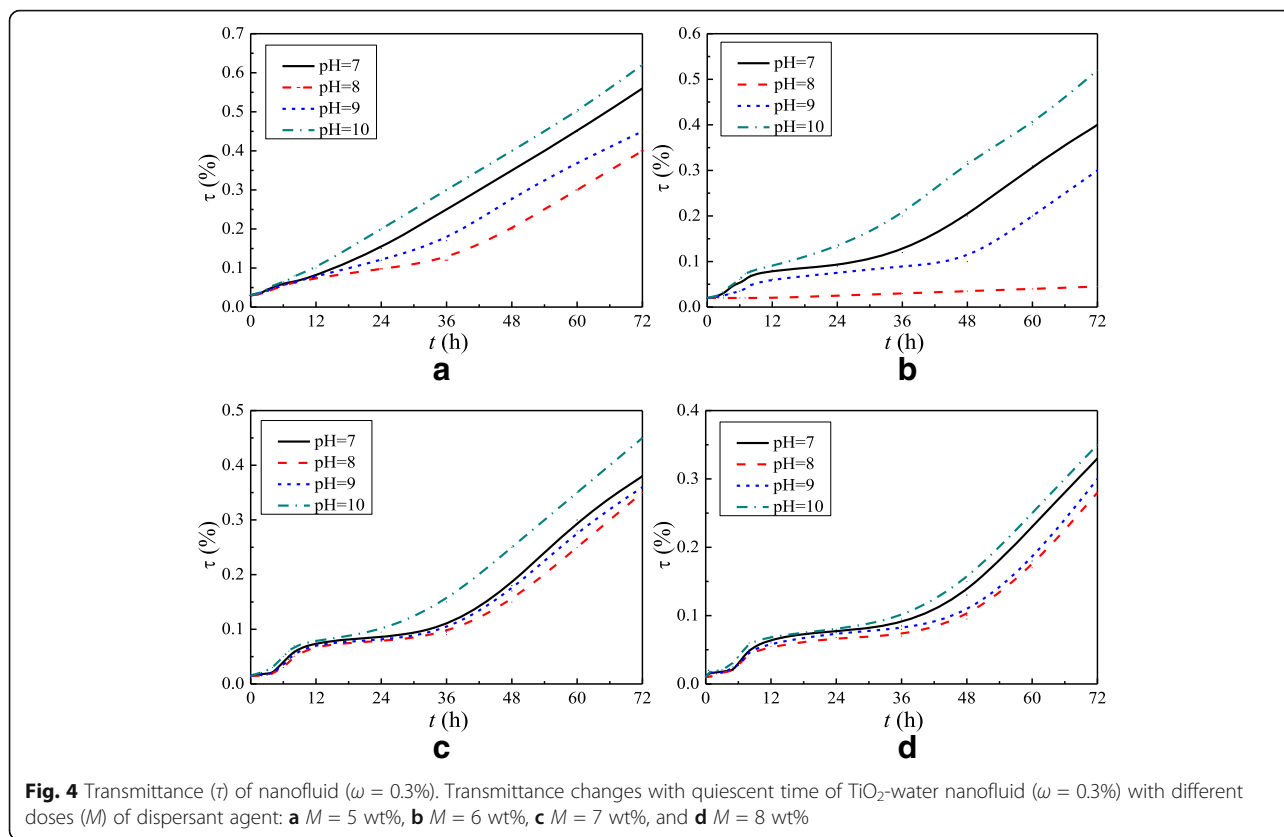 0.7
0.6
0.5
0.4
0.3
0.2
0.1
0.0
τ (%)
pH=7
pH=8
pH=9
pH=10
0 12 24 36 48 60 72
t (h)
a
0.6
0.5
0.4
0.3
0.2
0.1
0.0
τ (%)
pH=7
pH=8
pH=9
pH=10
0 12 24 36 48 60 72
t (h)
b
0.5
0.4
0.3
0.2
0.1
0.0
τ (%)
pH=7
pH=8
pH=9
pH=10
0 12 24 36 48 60 72
t (h)
c
0.4
0.3
0.2
0.1
0.0
τ (%)
pH=7
pH=8
pH=9
pH=10
0 12 24 36 48 60 72
t (h)
d
Fig. 4 Transmittance (τ) of nanofluid (ω = 0.3%). Transmittance changes with quiescent time of TiO₂-water nanofluid (ω = 0.3%) with different
doses (M) of dispersant agent: a M = 5 wt%, b M = 6 wt%, c M = 7 wt%, and d M = 8 wt%